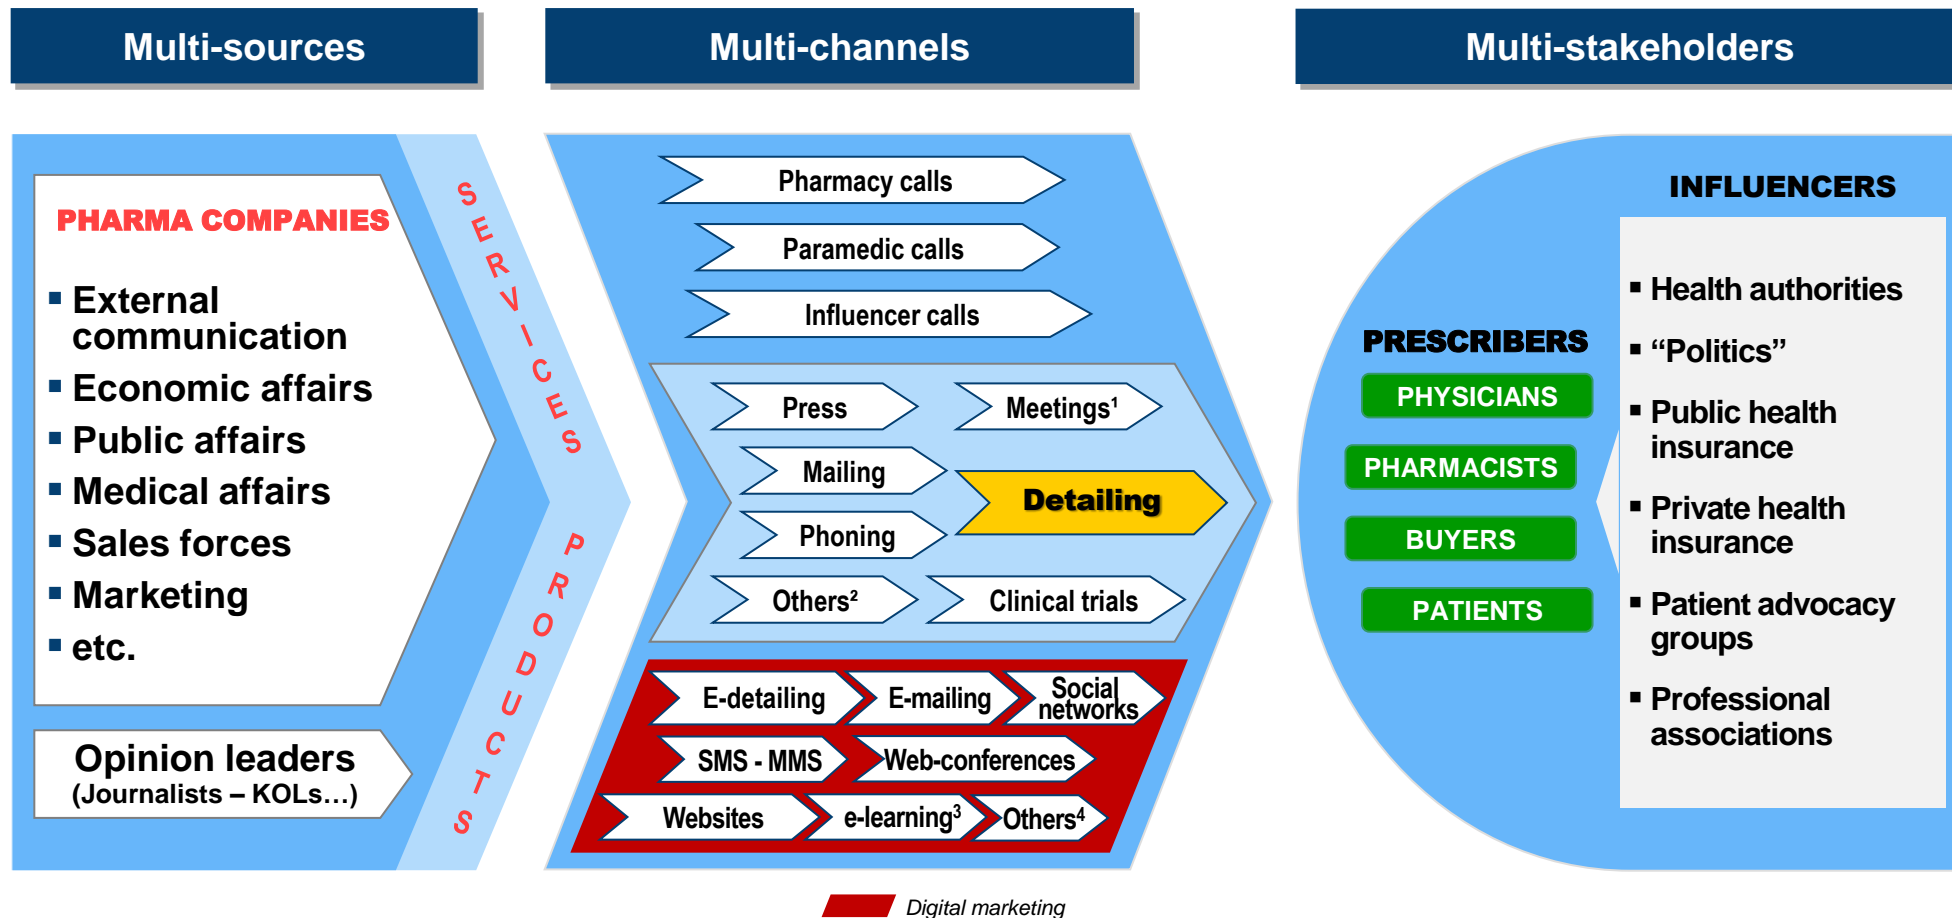 Multi-sources
Multi-channels
Multi-stakeholders
PHARMA COMPANIES
▪ External
communication
▪ Economic affairs
▪ Public affairs
▪ Medical affairs
▪ Sales forces
▪ Marketing
▪ etc.
Opinion leaders
(Journalists – KOLs…)
SERVICES
PRODUCTS
Pharmacy calls
Paramedic calls
Influencer calls
Press
Meetings¹
Mailing
Detailing
Phoning
Others²
Clinical trials
E-detailing
E-mailing
Social
networks
SMS - MMS
Web-conferences
Websites
e-learning³
Others⁴
Digital marketing
PRESCRIBERS
PHYSICIANS
PHARMACISTS
BUYERS
PATIENTS
INFLUENCERS
▪ Health authorities
▪ “Politics”
▪ Public health
insurance
▪ Private health
insurance
▪ Patient advocacy
groups
▪ Professional
associations